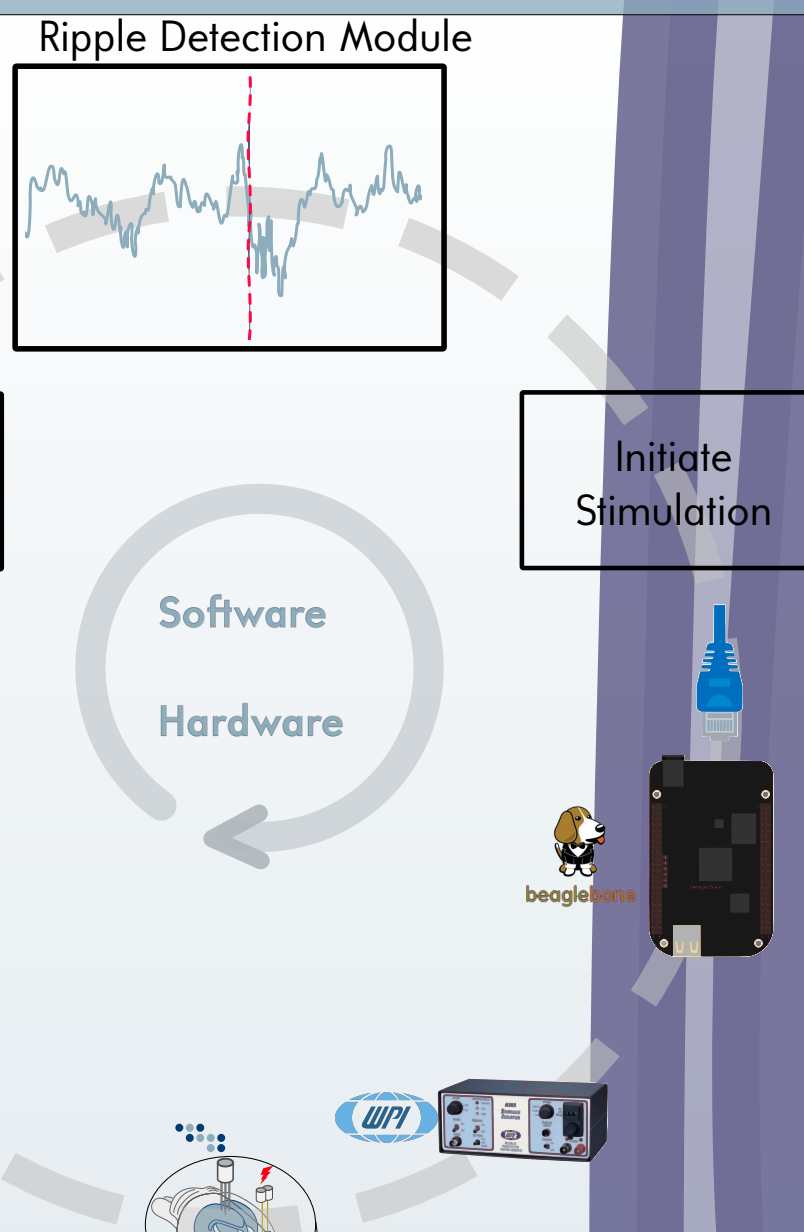 Ripple Detection Module
Initiate
Stimulation
Software
Hardware
beaglebone
WPI